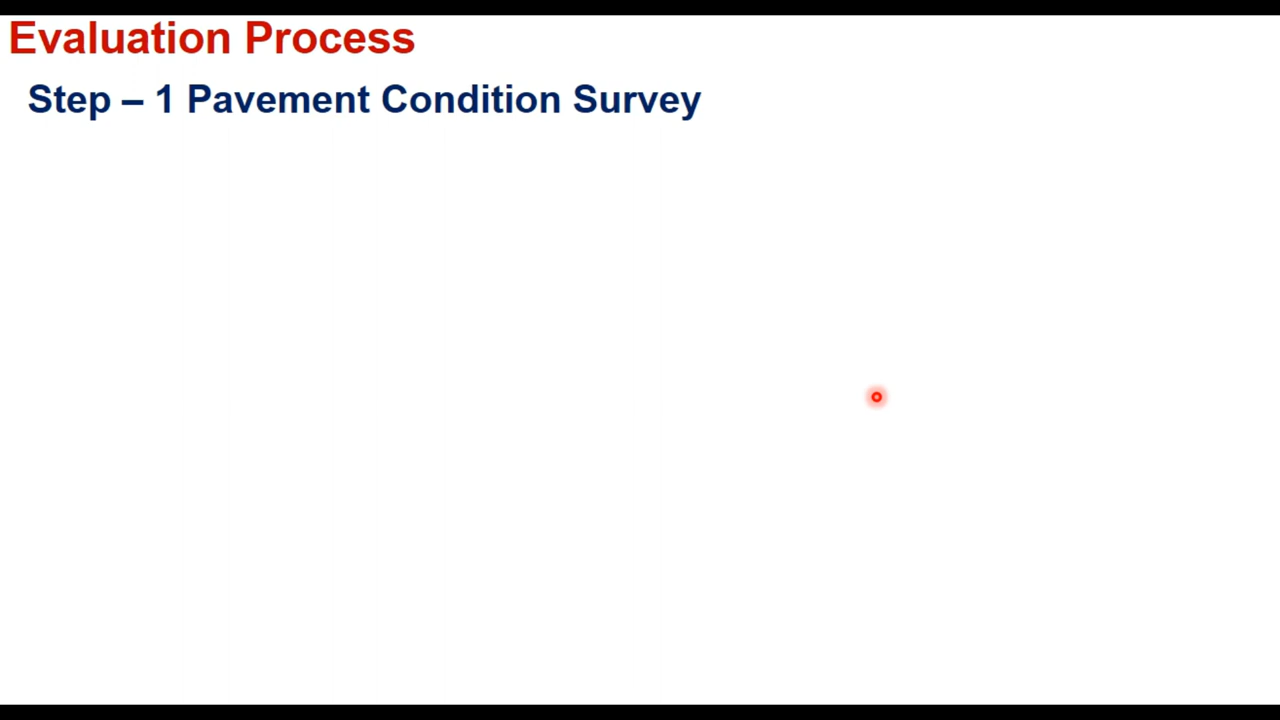 Evaluation Process
Step – 1 Pavement Condition Survey